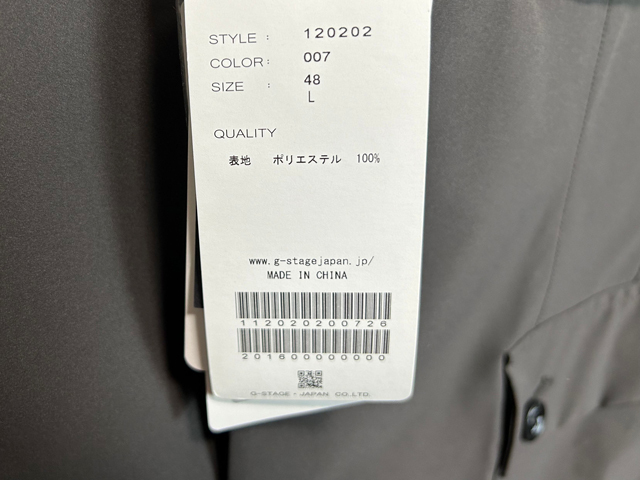 STYLE : 120202
COLOR : 007
SIZE : 48
L
QUALITY
表地 ポリエステル 100%
www.g-stagejapan.jp/
MADE IN CHINA
112020200726
2016000000000
G-STAGE・JAPAN CO.LTD.